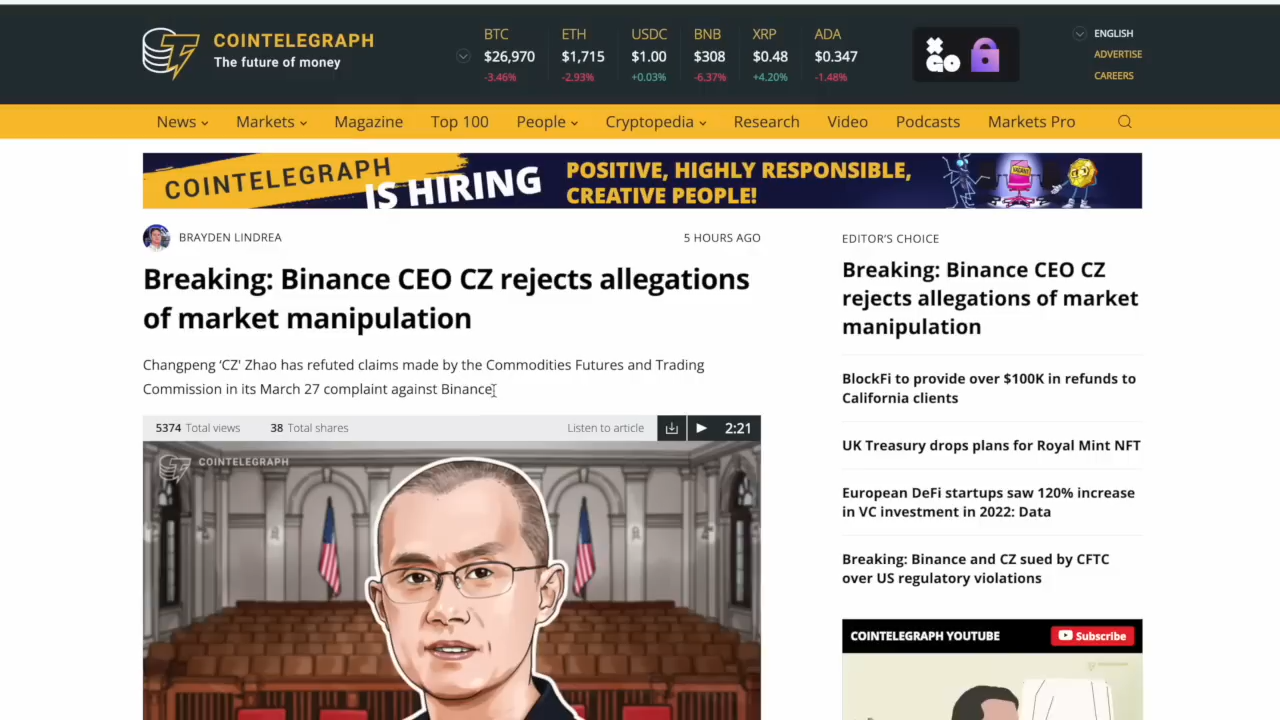 COINTELEGRAPH
The future of money
BTC ETH USDC BNB XRP ADA
$26,970 $1,715 $1.00 $308 $0.48 $0.347
-3.46% -2.93% +0.03% -6.37% +4.20% -1.48%
ENGLISH
ADVERTISE
CAREERS
News Markets Magazine Top 100 People Cryptopedia Research Video Podcasts Markets Pro
COINTELEGRAPH
IS HIRING
POSITIVE, HIGHLY RESPONSIBLE,
CREATIVE PEOPLE!
VACANT
BRAYDEN LINDREA 5 HOURS AGO
Breaking: Binance CEO CZ rejects allegations
of market manipulation
Changpeng ‘CZ’ Zhao has refuted claims made by the Commodities Futures and Trading
Commission in its March 27 complaint against Binance
5374 Total views 38 Total shares Listen to article 2:21
COINTELEGRAPH
EDITOR’S CHOICE
Breaking: Binance CEO CZ
rejects allegations of market
manipulation
BlockFi to provide over $100K in refunds to
California clients
UK Treasury drops plans for Royal Mint NFT
European DeFi startups saw 120% increase
in VC investment in 2022: Data
Breaking: Binance and CZ sued by CFTC
over US regulatory violations
COINTELEGRAPH YOUTUBE Subscribe